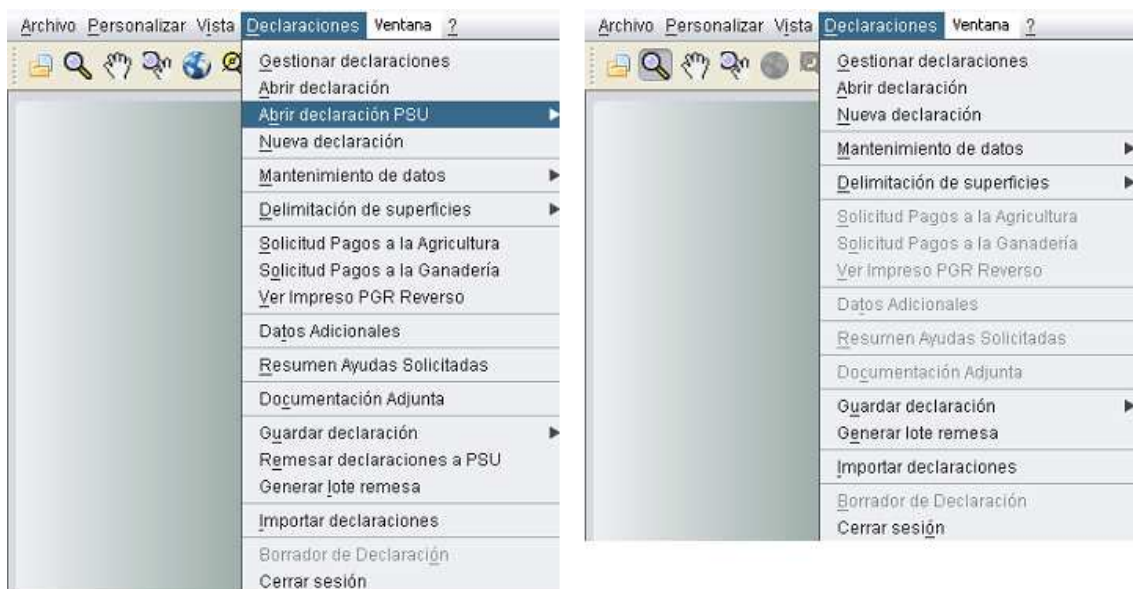 Archivo Personalizar Vista Declaraciones Ventana ?
Gestionar declaraciones
Abrir declaración
Abrir declaración PSU
Nueva declaración
Mantenimiento de datos
Delimitación de superficies
Solicitud Pagos a la Agricultura
Solicitud Pagos a la Ganadería
Ver Impreso PGR Reverso
Datos Adicionales
Resumen Ayudas Solicitadas
Documentación Adjunta
Guardar declaración
Remesar declaraciones a PSU
Generar lote remesa
Importar declaraciones
Borrador de Declaración
Cerrar sesión
Archivo Personalizar Vista Declaraciones Ventana ?
Gestionar declaraciones
Abrir declaración
Nueva declaración
Mantenimiento de datos
Delimitación de superficies
Solicitud Pagos a la Agricultura
Solicitud Pagos a la Ganadería
Ver Impreso PGR Reverso
Datos Adicionales
Resumen Ayudas Solicitadas
Documentación Adjunta
Guardar declaración
Generar lote remesa
Importar declaraciones
Borrador de Declaración
Cerrar sesión